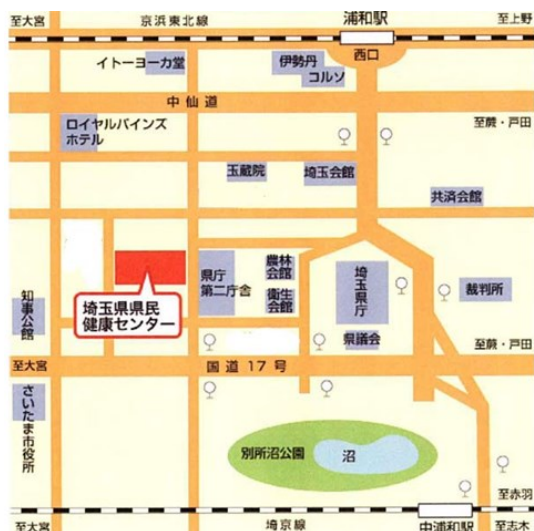 至大宮
京浜東北線
浦和駅
至上野
西口
イトーヨーカ堂
伊勢丹
コルソ
中仙道
ロイヤルパインズ
ホテル
至蕨・戸田
玉蔵院
埼玉会館
共済会館
県庁
第二庁舎
農林
会館
衛生
会館
埼玉県庁
裁判所
知事公館
埼玉県県民
健康センター
県議会
至蕨・戸田
至大宮
国道17号
さいたま市役所
別所沼公園
沼
至赤羽
至大宮
埼京線
中浦和駅
至志木